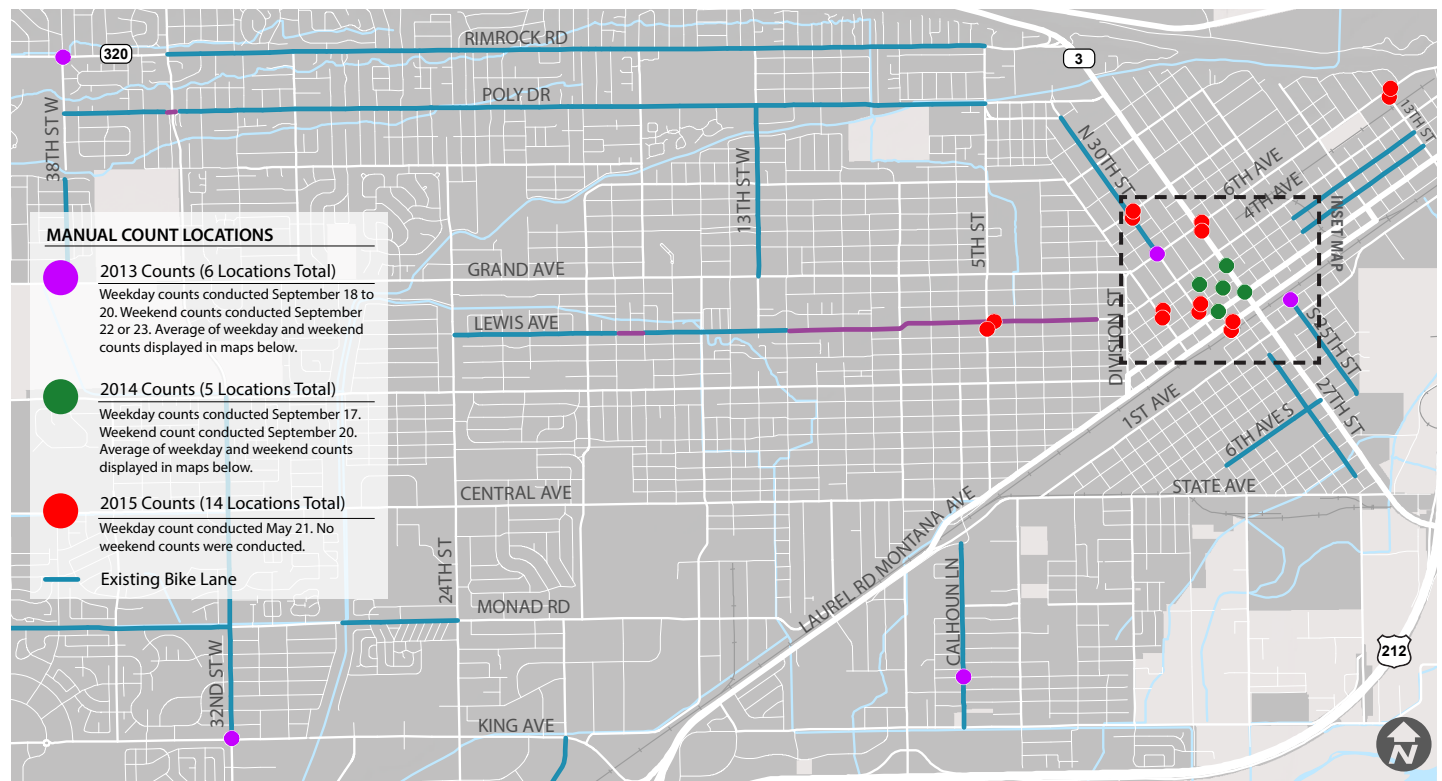 RIMROCK RD
320
3
POLY DR
38TH ST W
13TH ST
N 30TH ST
6TH AVE
4TH AVE
13TH ST W
INSET MAP
5TH ST
MANUAL COUNT LOCATIONS
2013 Counts (6 Locations Total)
Weekday counts conducted September 18 to
20. Weekend counts conducted September
22 or 23. Average of weekday and weekend
counts displayed in maps below.
2014 Counts (5 Locations Total)
Weekday counts conducted September 17.
Weekend count conducted September 20.
Average of weekday and weekend counts
displayed in maps below.
2015 Counts (14 Locations Total)
Weekday count conducted May 21. No
weekend counts were conducted.
Existing Bike Lane
GRAND AVE
LEWIS AVE
DIVISION ST
S 25TH ST
27TH ST
1ST AVE
6TH AVE S
STATE AVE
CENTRAL AVE
24TH ST
MONAD RD
LAUREL RD
MONTANA AVE
CALHOUN LN
212
32ND ST W
KING AVE
N